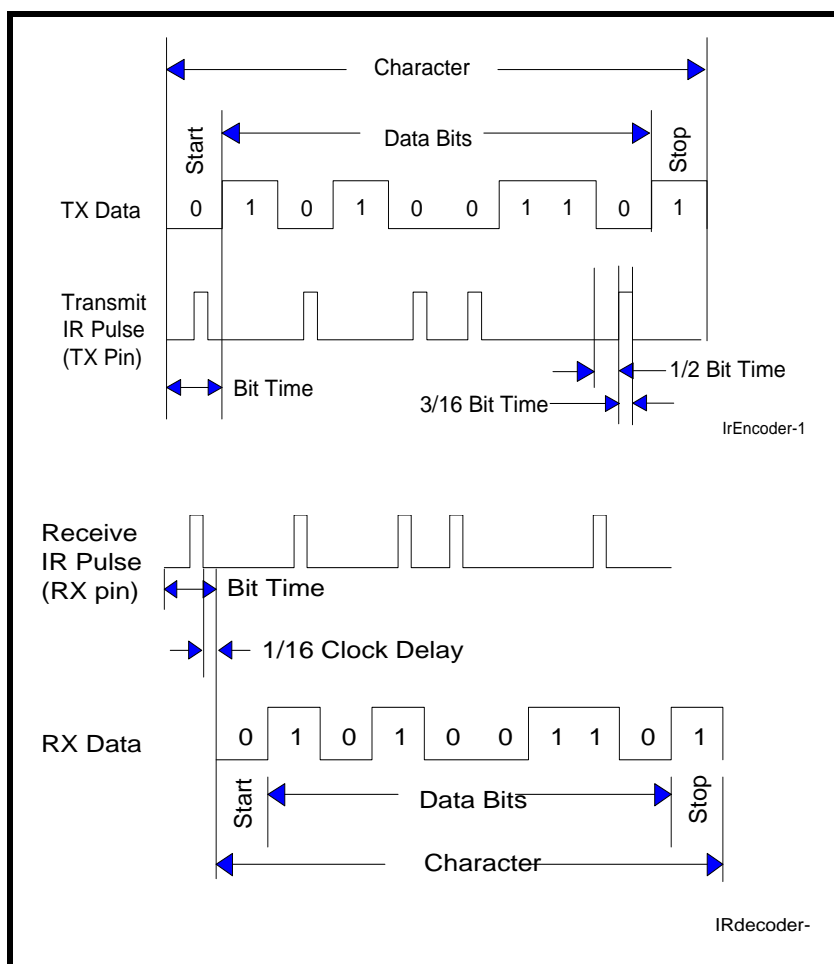 Character
Start
Data Bits
Stop
TX Data
0 1 0 1 0 0 1 1 0 1
Transmit
IR Pulse
(TX Pin)
Bit Time
1/2 Bit Time
3/16 Bit Time
IrEncoder-1
Receive
IR Pulse
(RX pin)
Bit Time
1/16 Clock Delay
RX Data
0 1 0 1 0 0 1 1 0 1
Start
Data Bits
Stop
Character
IRdecoder-